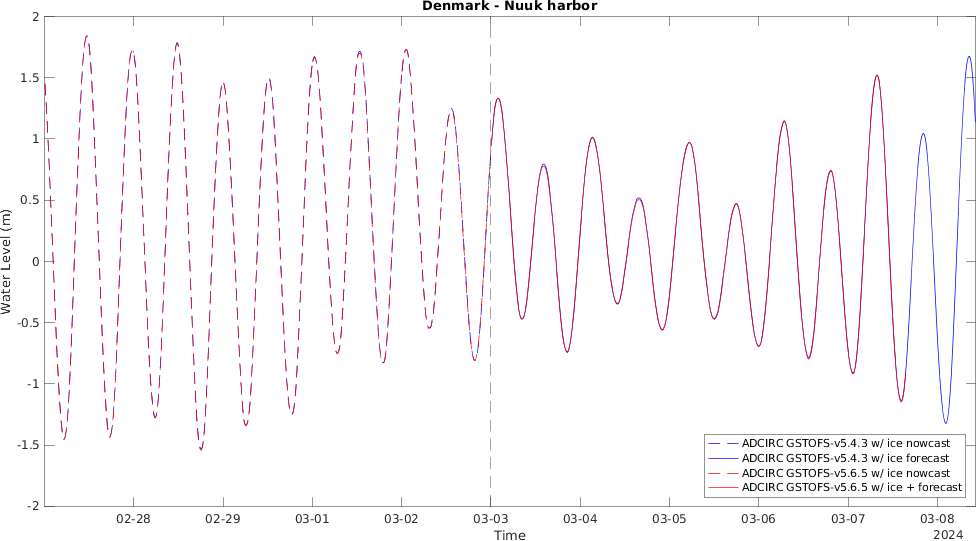 Denmark - Nuuk harbor
2
1.5
1
0.5
0
-0.5
-1
-1.5
-2
Water Level (m)
ADCIRC GSTOFS-v5.4.3 w/ ice nowcast
ADCIRC GSTOFS-v5.4.3 w/ ice forecast
ADCIRC GSTOFS-v5.6.5 w/ ice nowcast
ADCIRC GSTOFS-v5.6.5 w/ ice + forecast
02-28 02-29 03-01 03-02 03-03 03-04 03-05 03-06 03-07 03-08
Time
2024